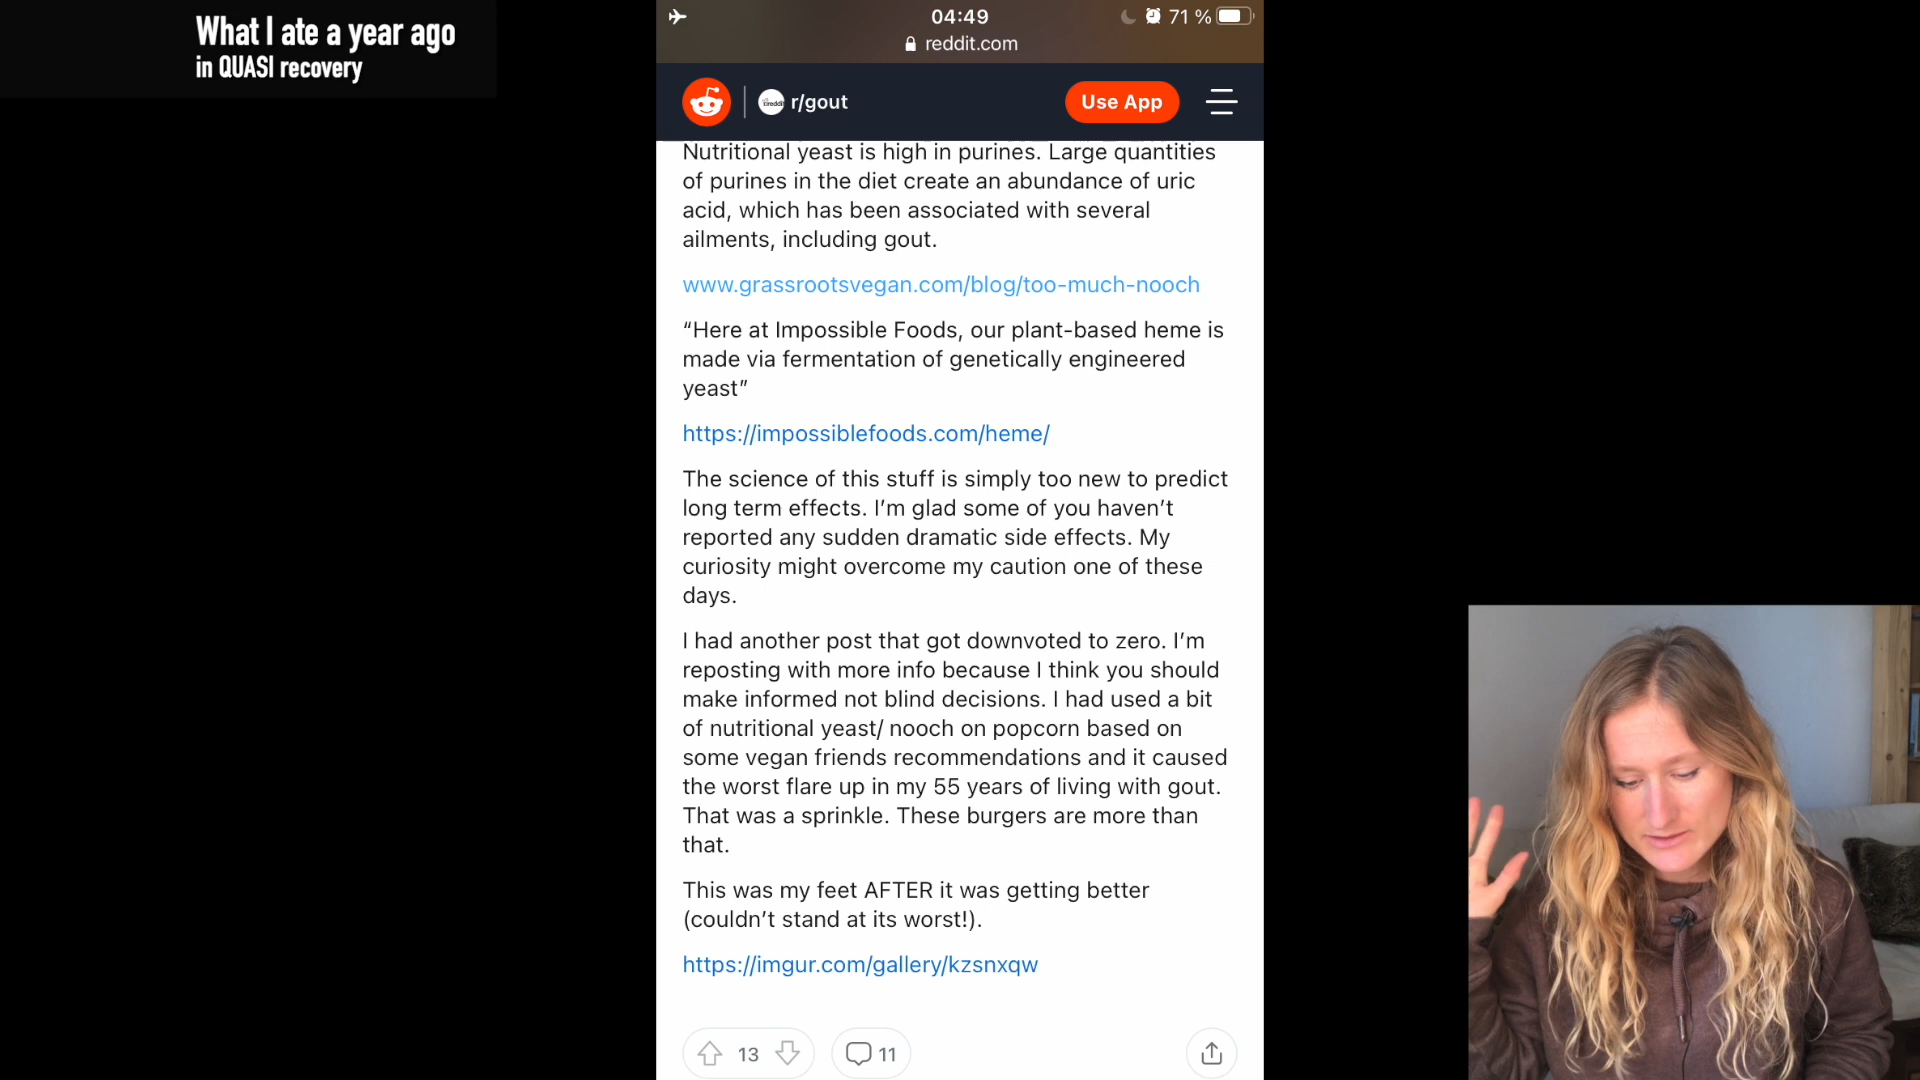 What I ate a year ago
in QUASI recovery
04:49
71 %
reddit.com
r/gout
Use App
Nutritional yeast is high in purines. Large quantities
of purines in the diet create an abundance of uric
acid, which has been associated with several
ailments, including gout.
www.grassrootsvegan.com/blog/too-much-nooch
“Here at Impossible Foods, our plant-based heme is
made via fermentation of genetically engineered
yeast”
https://impossiblefoods.com/heme/
The science of this stuff is simply too new to predict
long term effects. I’m glad some of you haven’t
reported any sudden dramatic side effects. My
curiosity might overcome my caution one of these
days.
I had another post that got downvoted to zero. I’m
reposting with more info because I think you should
make informed not blind decisions. I had used a bit
of nutritional yeast/ nooch on popcorn based on
some vegan friends recommendations and it caused
the worst flare up in my 55 years of living with gout.
That was a sprinkle. These burgers are more than
that.
This was my feet AFTER it was getting better
(couldn’t stand at its worst!).
https://imgur.com/gallery/kzsnxqw
13
11